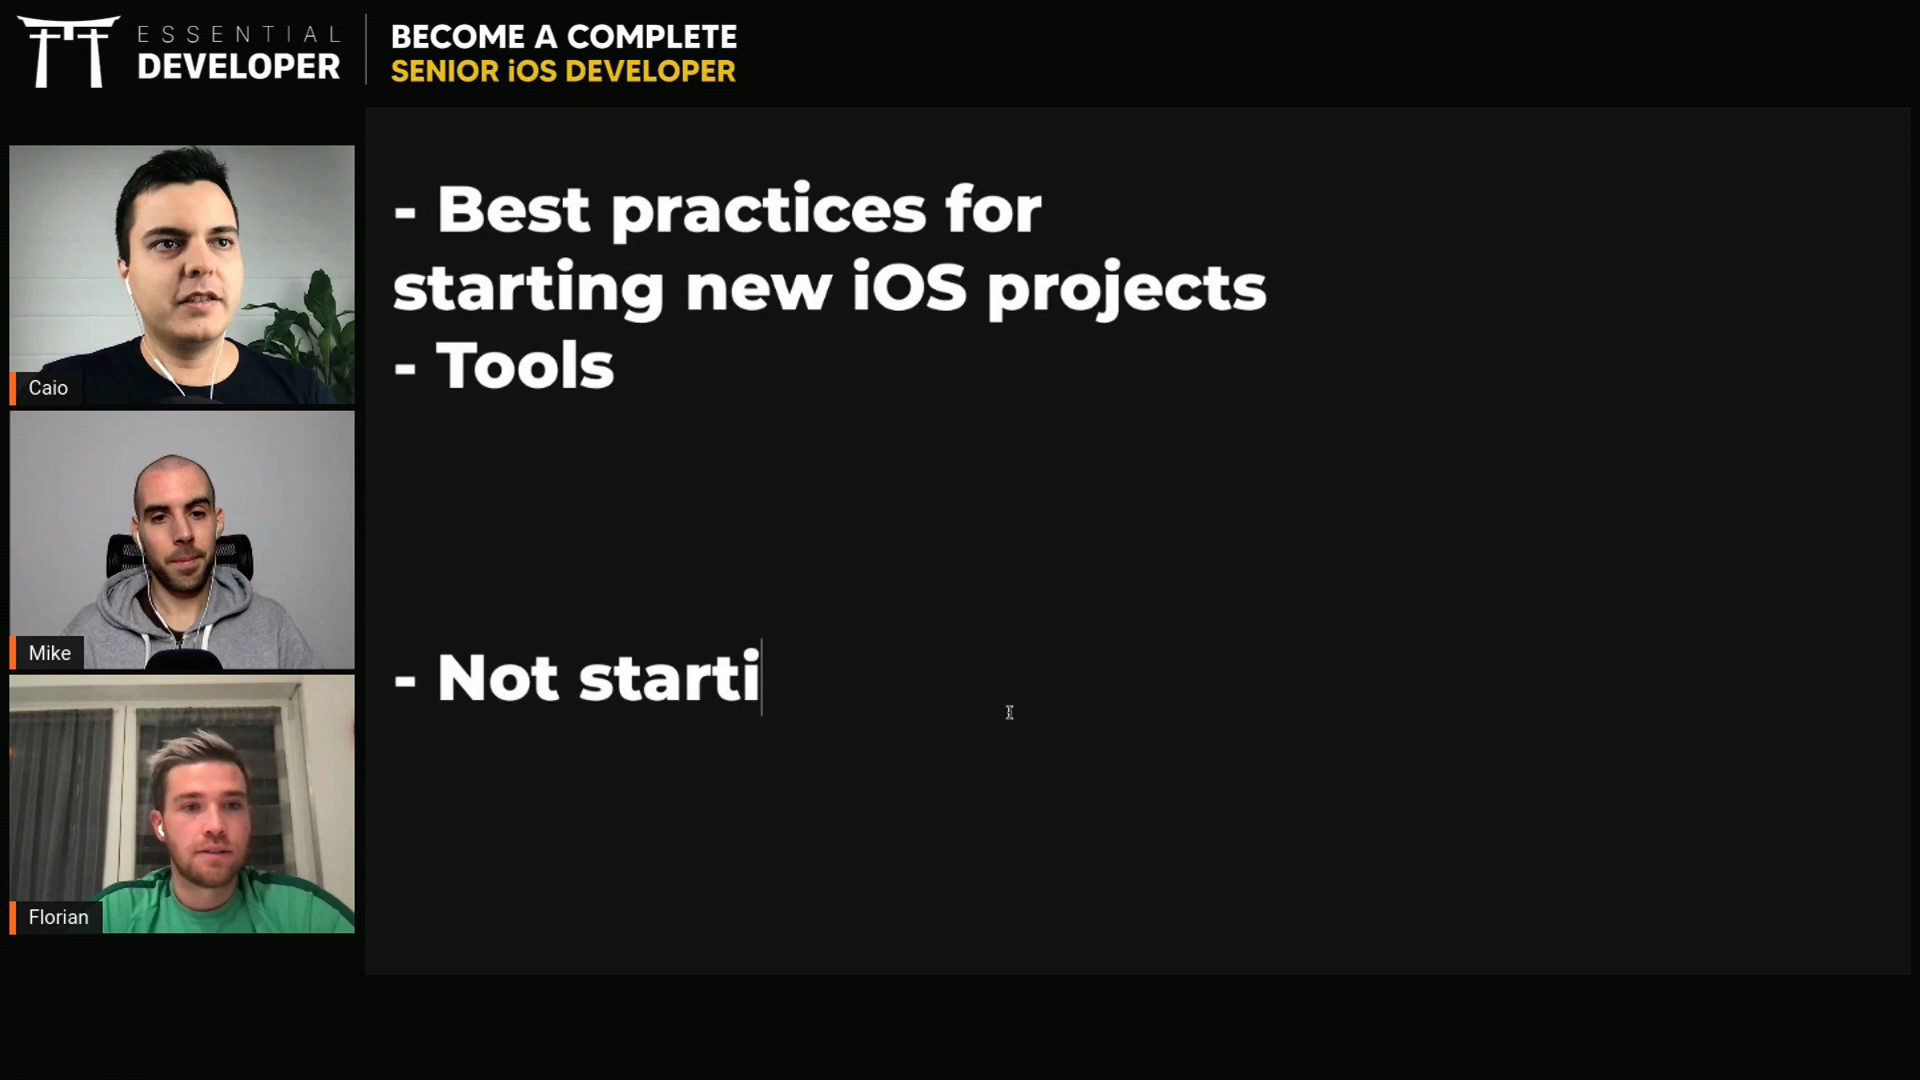 ESSENTIAL
DEVELOPER
BECOME A COMPLETE
SENIOR iOS DEVELOPER
Caio
Mike
Florian
- Best practices for
starting new iOS projects
- Tools
- Not starti